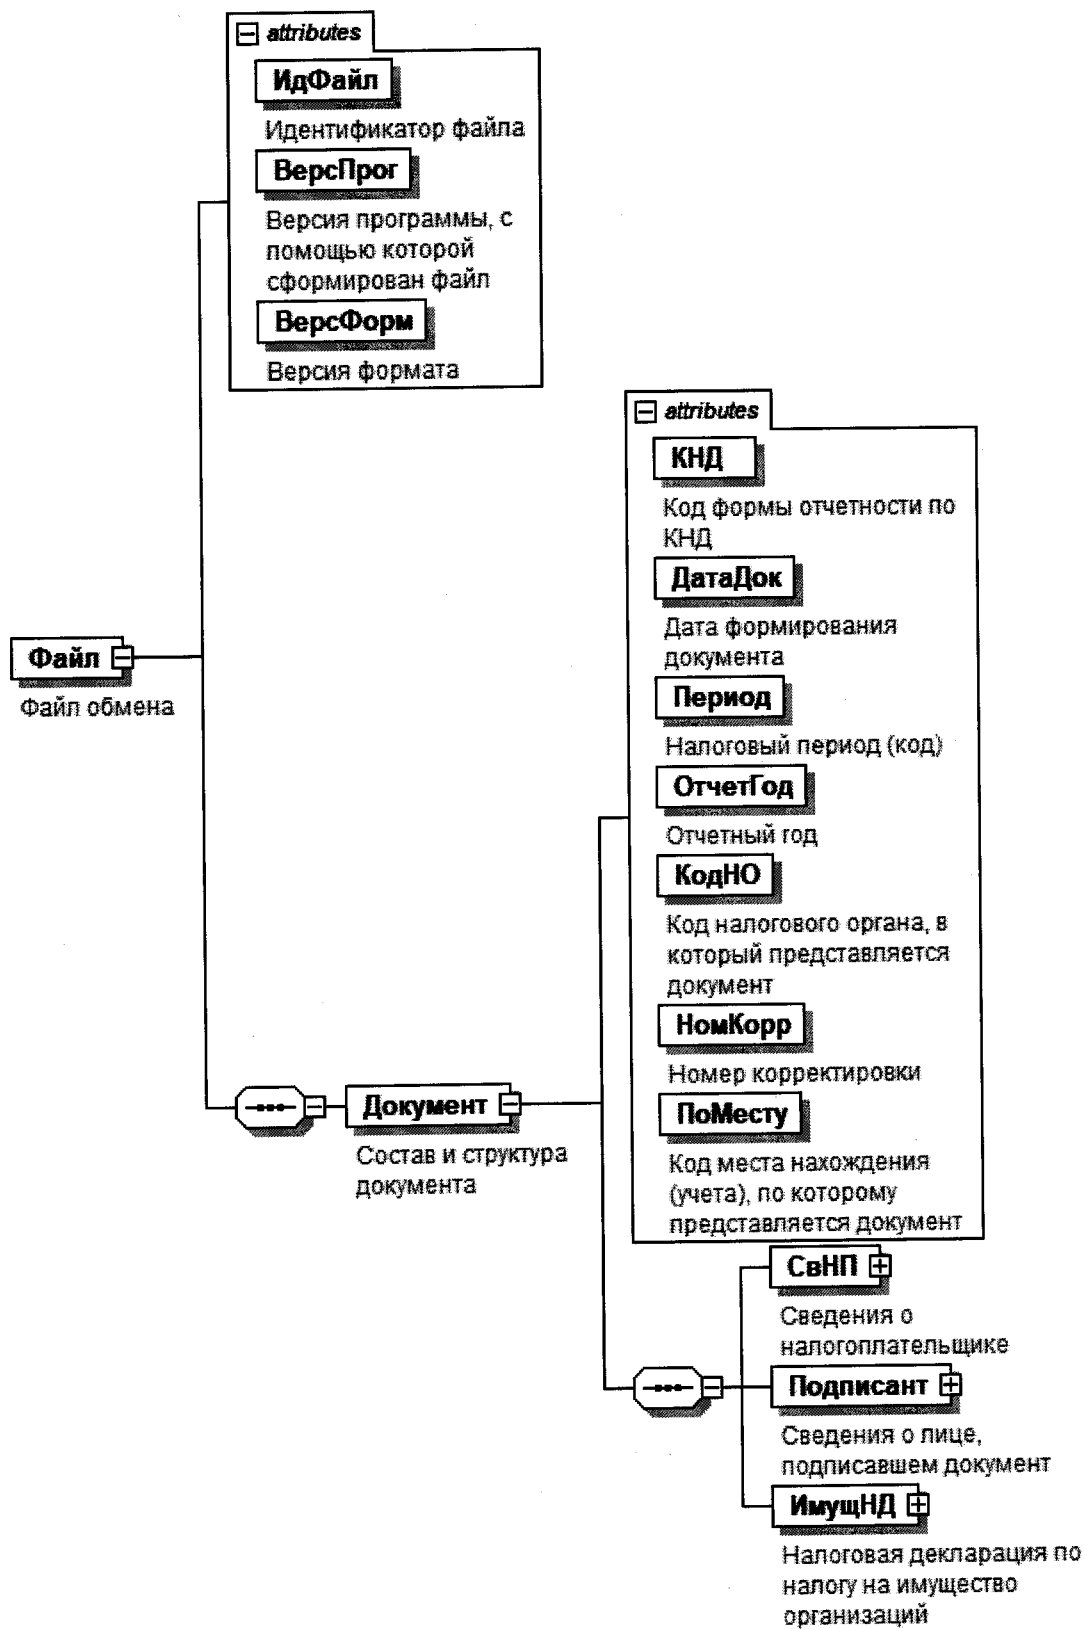 attributes
ИдФайл
Идентификатор файла
ВерсПрог
Версия программы, с
помощью которой
сформирован файл
ВерсФорм
Версия формата
attributes
КНД
Код формы отчетности по
КНД
ДатаДок
Дата формирования
документа
Период
Налоговый период (код)
ОтчетГод
Отчетный год
КодНО
Код налогового органа, в
который представляется
документ
НомКорр
Номер корректировки
ПоМесту
Код места нахождения
(учета), по которому
представляется документ
Файл
Файл обмена
Документ
Состав и структура
документа
СвНП
Сведения о
налогоплательщике
Подписант
Сведения о лице,
подписавшем документ
ИмущНД
Налоговая декларация по
налогу на имущество
организаций